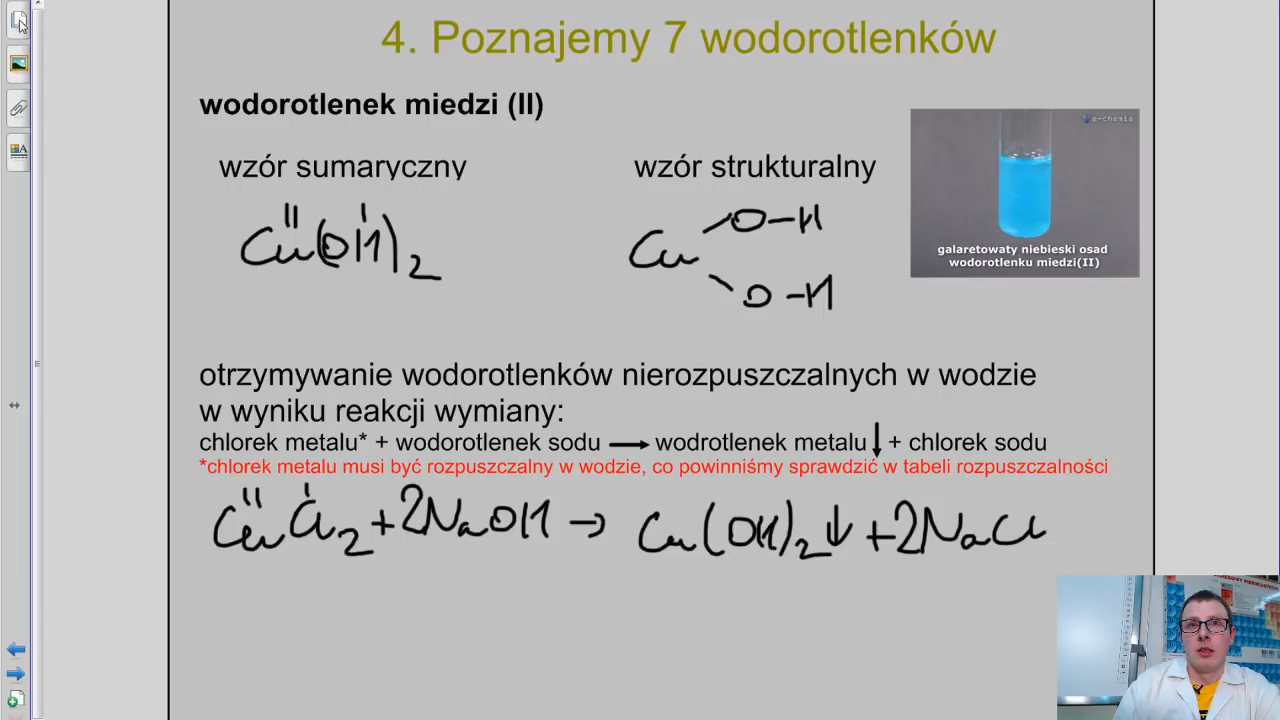 4. Poznajemy 7 wodorotlenków
wodorotlenek miedzi (II)
wzór sumaryczny
wzór strukturalny
e-chemia
II I
Cu(OH)2
O-H
Cu
O-H
galaretowaty niebieski osad
wodorotlenku miedzi(II)
otrzymywanie wodorotlenków nierozpuszczalnych w wodzie
w wyniku reakcji wymiany:
chlorek metalu* + wodorotlenek sodu → wodrotlenek metalu↓ + chlorek sodu
*chlorek metalu musi być rozpuszczalny w wodzie, co powinniśmy sprawdzić w tabeli rozpuszczalności
II I
CuCl2 + 2NaOH → Cu(OH)2↓ + 2NaCl